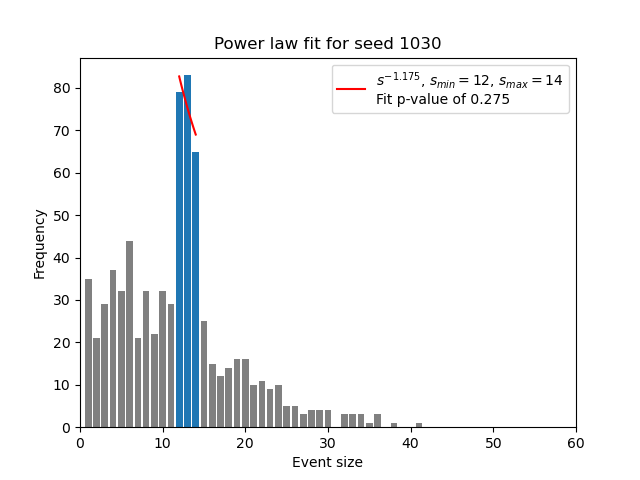 Power law fit for seed 1030
s^{-1.175}, s_{min} = 12, s_{max} = 14
Fit p-value of 0.275
80
70
60
50
40
30
20
10
0
Frequency
0 10 20 30 40 50 60
Event size